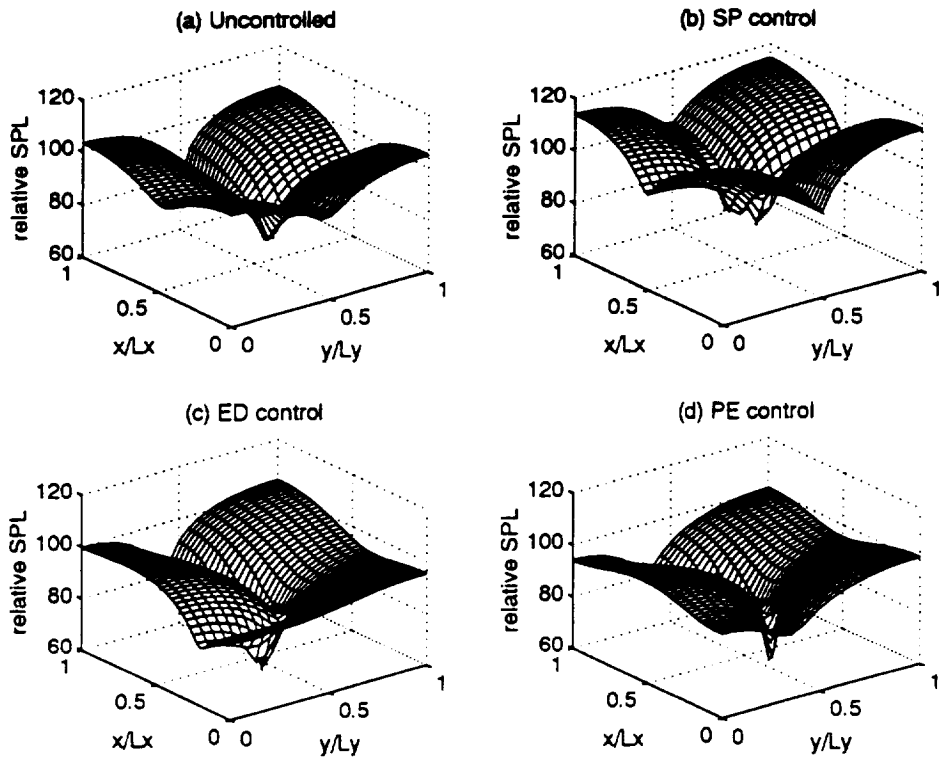 (a) Uncontrolled
relative SPL
120
100
80
60
1
0.5
0
x/Lx
0
0.5
1
y/Ly
(b) SP control
relative SPL
120
100
80
60
1
0.5
0
x/Lx
0
0.5
1
y/Ly
(c) ED control
relative SPL
120
100
80
60
1
0.5
0
x/Lx
0
0.5
1
y/Ly
(d) PE control
relative SPL
120
100
80
60
1
0.5
0
x/Lx
0
0.5
1
y/Ly